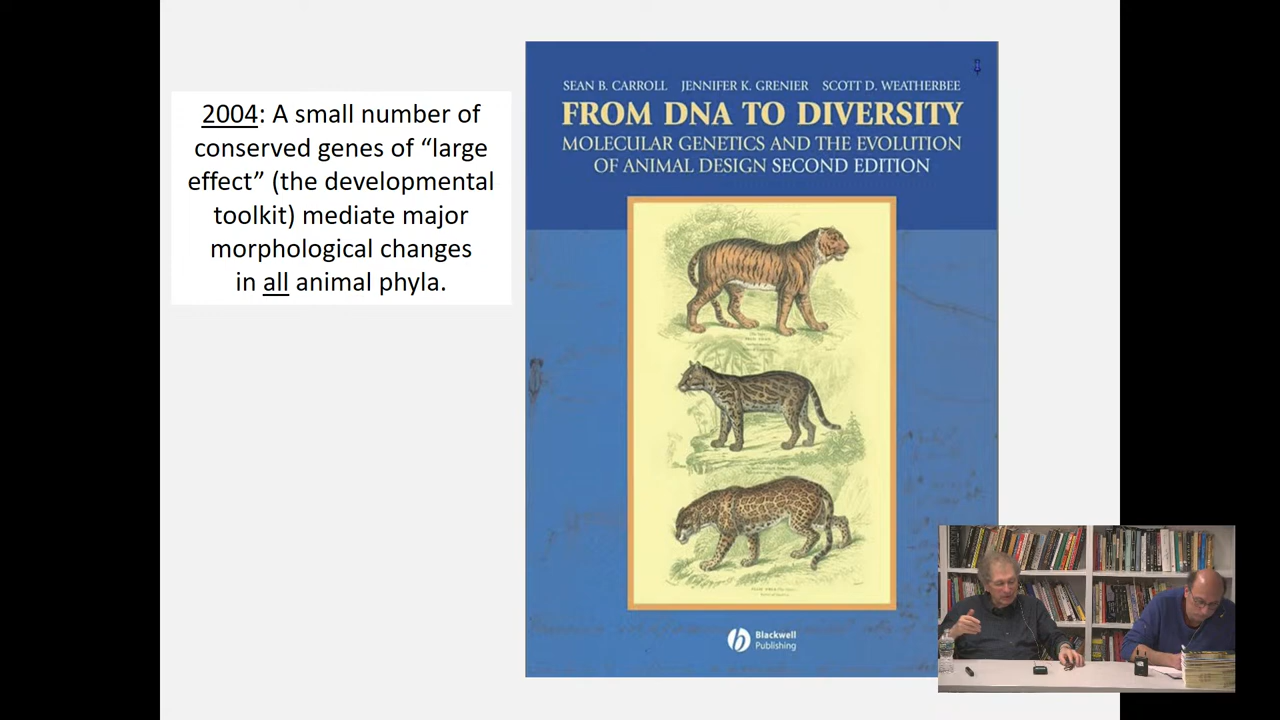 2004: A small number of
conserved genes of “large
effect” (the developmental
toolkit) mediate major
morphological changes
in all animal phyla.
SEAN B. CARROLL JENNIFER K. GRENIER SCOTT D. WEATHERBEE
FROM DNA TO DIVERSITY
MOLECULAR GENETICS AND THE EVOLUTION
OF ANIMAL DESIGN SECOND EDITION
Blackwell
Publishing